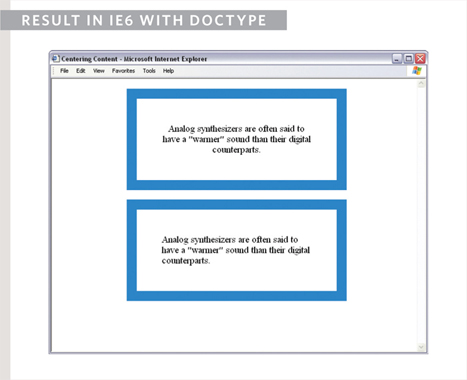 RESULT IN IE6 WITH DOCTYPE
Centering Content - Microsoft Internet Explorer
File Edit View Favorites Tools Help
Analog synthesizers are often said to
have a "warmer" sound than their digital
counterparts.
Analog synthesizers are often said to
have a "warmer" sound than their digital
counterparts.